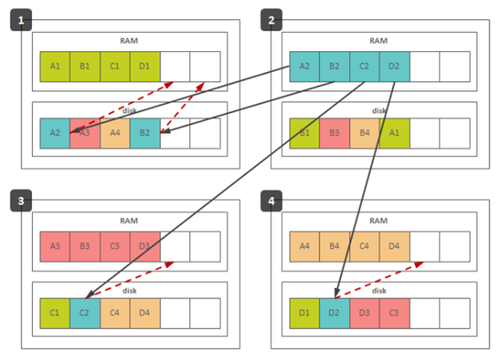 1
RAM
A1 B1 C1 D1
disk
A2 A3 A4 B2
2
RAM
A2 B2 C2 D2
disk
B1 B3 B4 A1
3
RAM
A3 B3 C3 D3
disk
C1 C2 C4 D4
4
RAM
A4 B4 C4 D4
disk
D1 D2 D3 C3